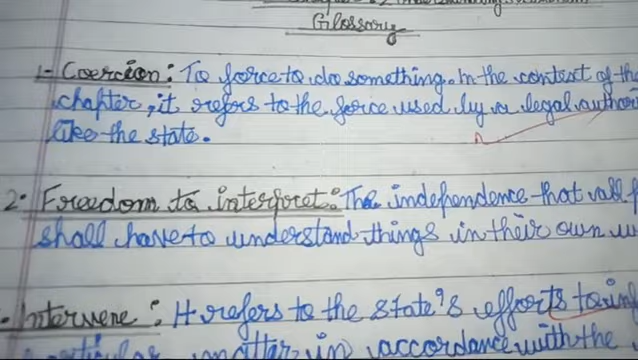 Glossary
1- Coercion: To force to do something. In the context of the
chapter, it refers to the force used by a legal
like the state.
2. Freedom to interpret: The independence that all
shall have to understand things in their own
Intervene: It refers to the state's efforts to
matter in accordance with the